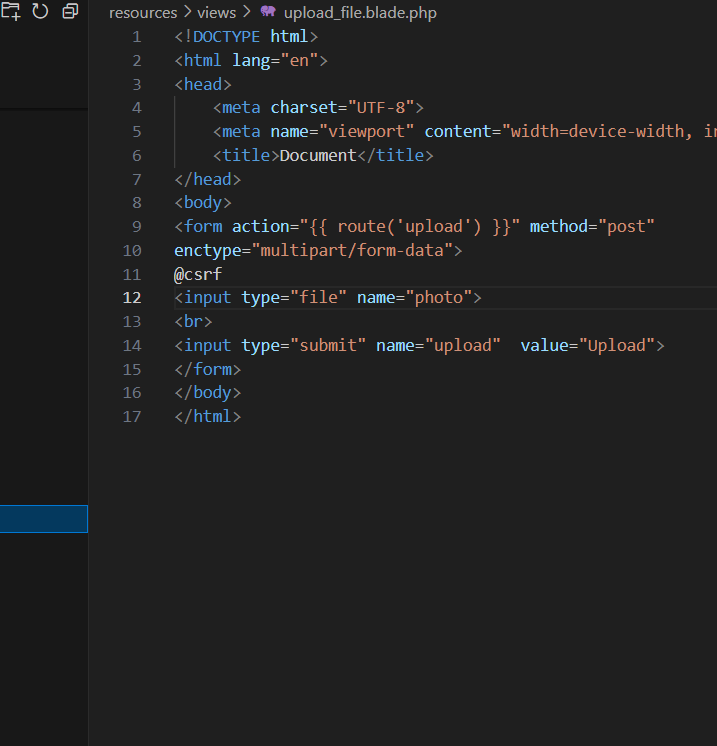 resources > views > upload_file.blade.php
1 <!DOCTYPE html>
2 <html lang="en">
3 <head>
4     <meta charset="UTF-8">
5     <meta name="viewport" content="width=device-width, in
6     <title>Document</title>
7 </head>
8 <body>
9 <form action="{{ route('upload') }}" method="post"
10 enctype="multipart/form-data">
11 @csrf
12 <input type="file" name="photo">
13 <br>
14 <input type="submit" name="upload"  value="Upload">
15 </form>
16 </body>
17 </html>